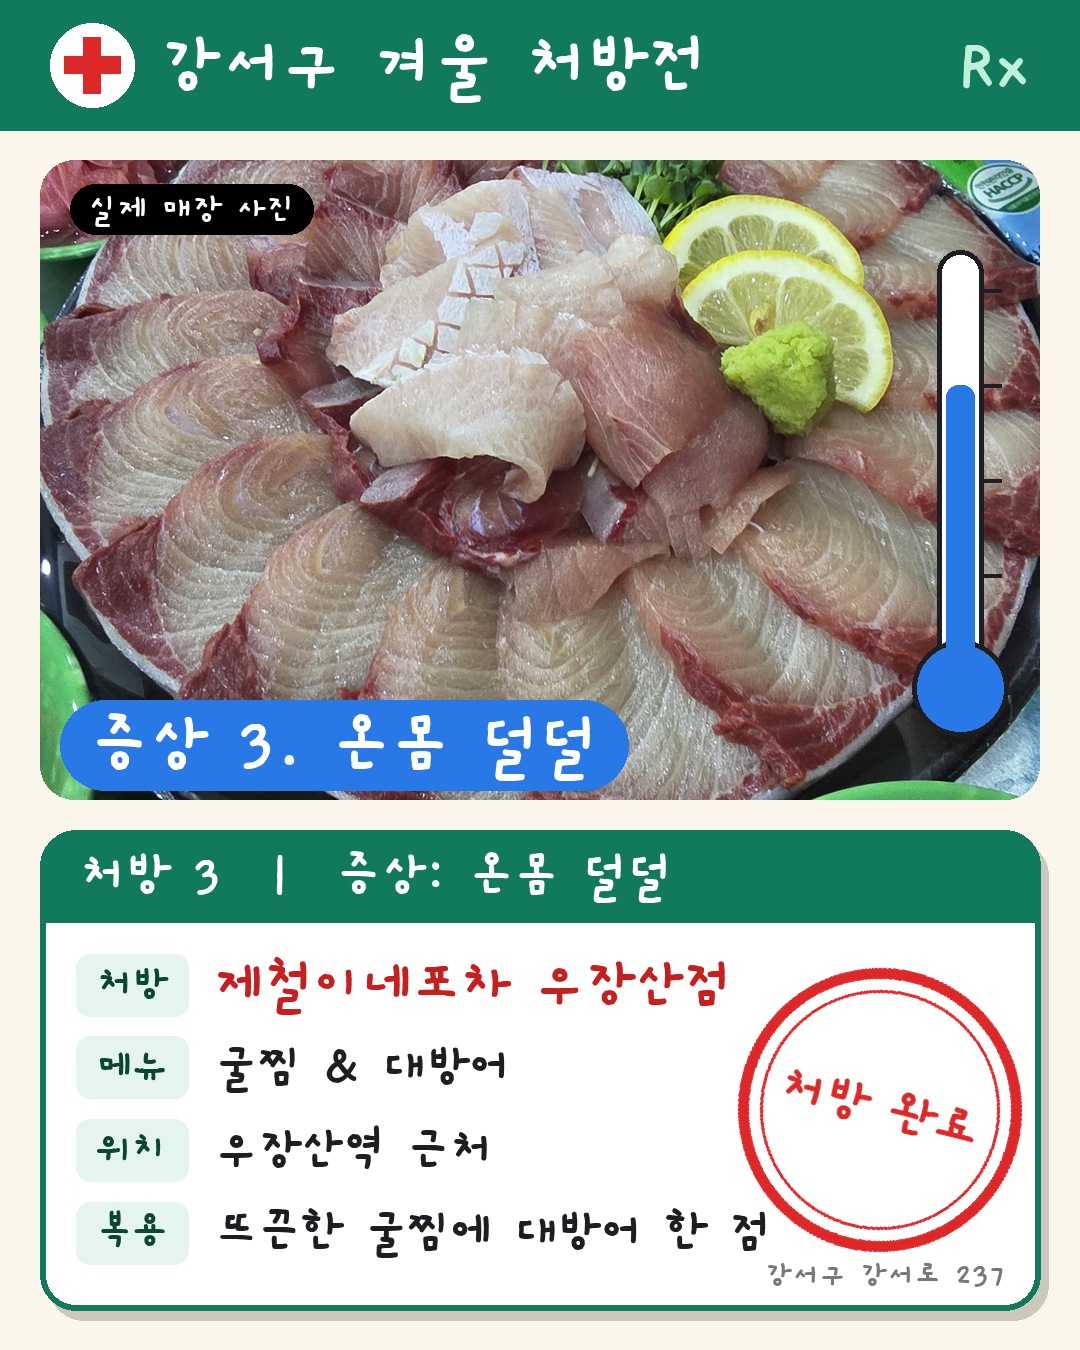 강서구 겨울 처방전
Rx
실제 매장 사진
HACCP
증상 3. 온몸 덜덜
처방 3 | 증상: 온몸 덜덜
처방 제철이네포차 우장산점
메뉴 굴찜 & 대방어
위치 우장산역 근처
복용 뜨끈한 굴찜에 대방어 한 점
처방 완료
강서구 강서로 237